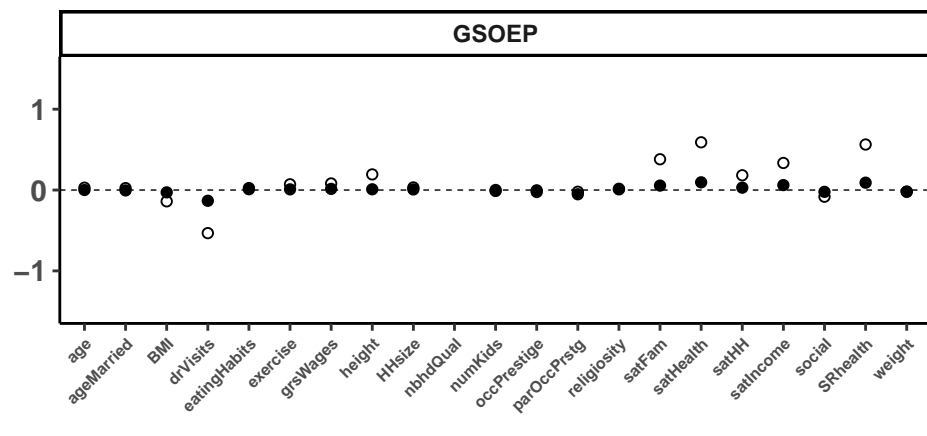 GSOEP
1
0
−1
age
ageMarried
BMI
drVisits
eatingHabits
exercise
grsWages
height
HHsize
nbhdQual
numKids
occPrestige
parOccPrstg
religiosity
satFam
satHealth
satHH
satIncome
social
SRhealth
weight